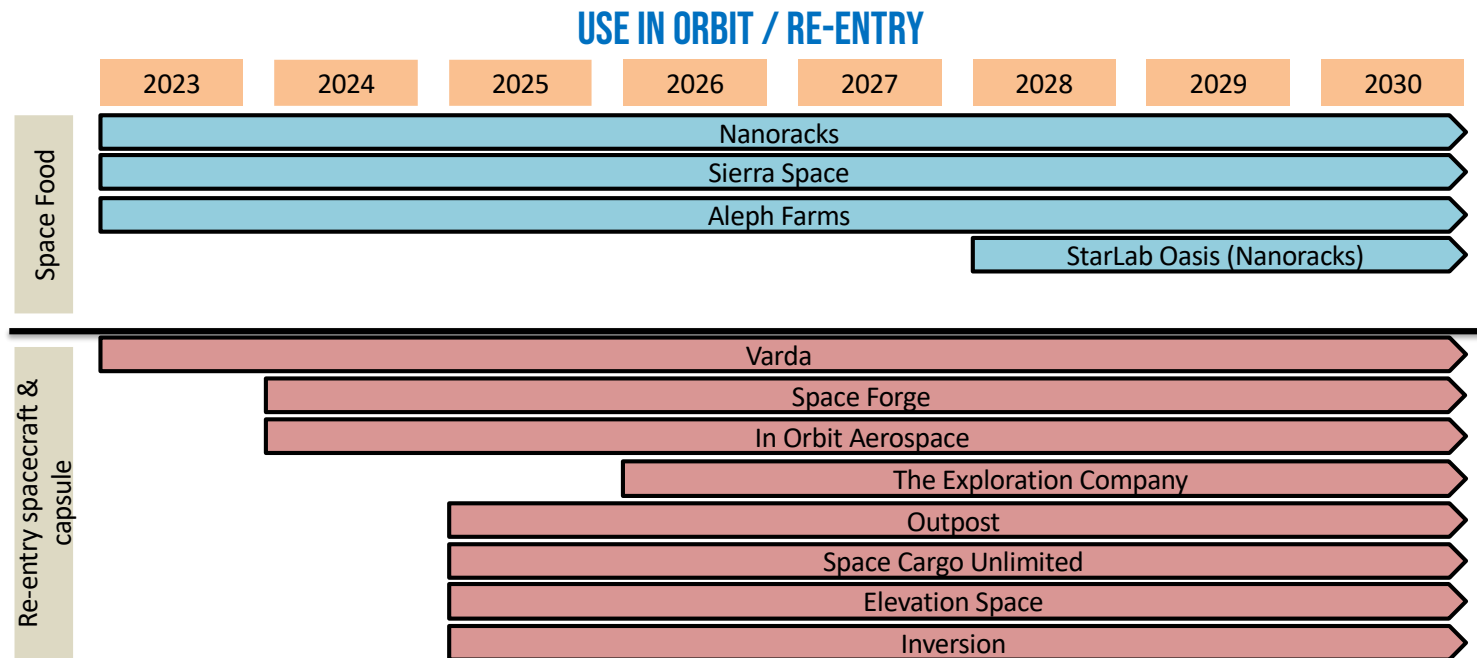 USE IN ORBIT / RE-ENTRY
2023 2024 2025 2026 2027 2028 2029 2030
Space Food
Nanoracks
Sierra Space
Aleph Farms
StarLab Oasis (Nanoracks)
Re-entry spacecraft &
capsule
Varda
Space Forge
In Orbit Aerospace
The Exploration Company
Outpost
Space Cargo Unlimited
Elevation Space
Inversion